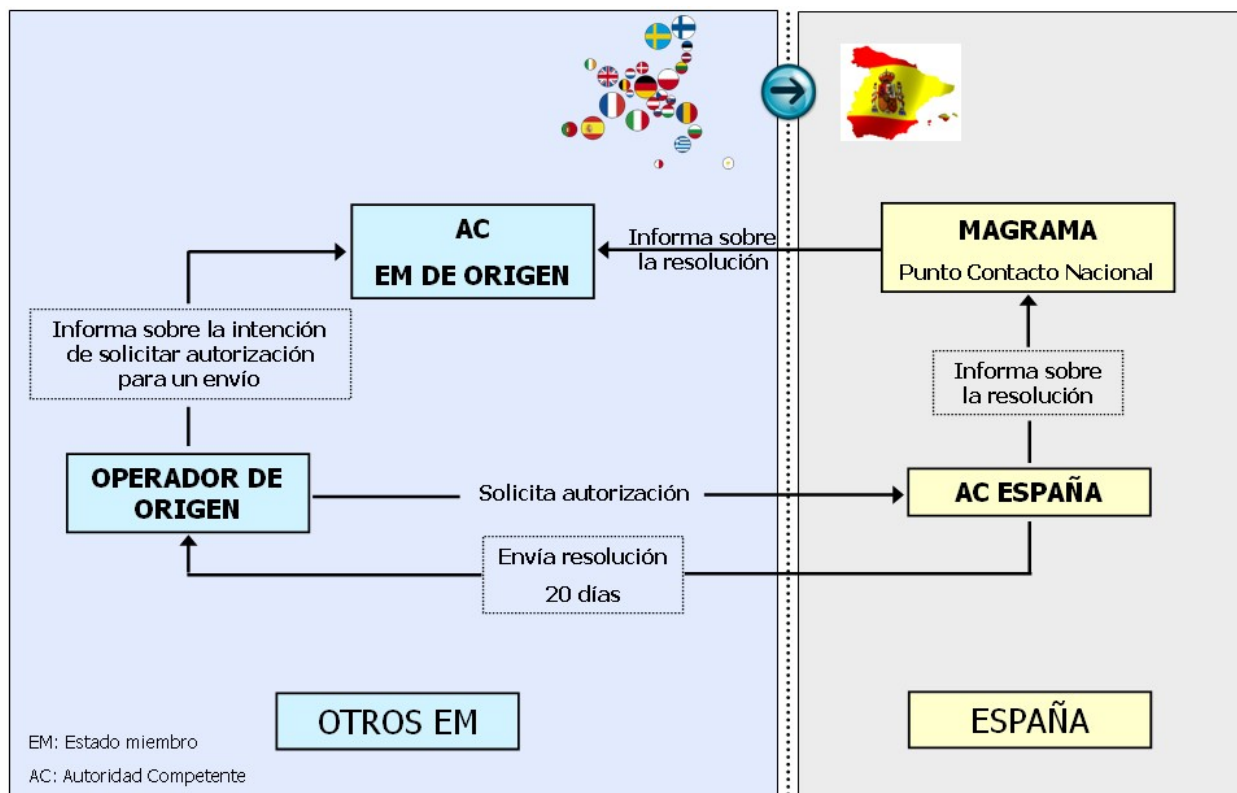 AC
EM DE ORIGEN
Informa sobre
la resolución
MAGRAMA
Punto Contacto Nacional
Informa sobre la intención
de solicitar autorización
para un envío
Informa sobre
la resolución
OPERADOR DE
ORIGEN
Solicita autorización
AC ESPAÑA
Envía resolución
20 días
OTROS EM
ESPAÑA
EM: Estado miembro
AC: Autoridad Competente